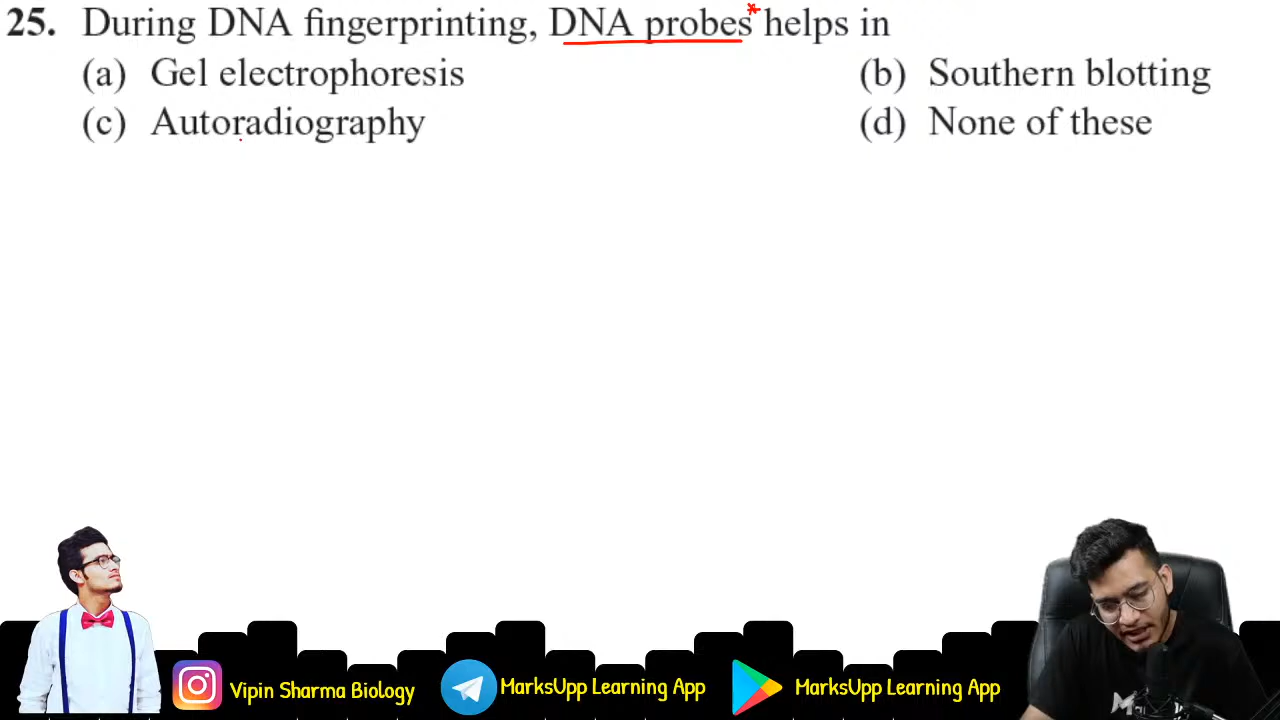 25. During DNA fingerprinting, DNA probes* helps in
(a) Gel electrophoresis (b) Southern blotting
(c) Autoradiography (d) None of these
Vipin Sharma Biology MarksUpp Learning App MarksUpp Learning App